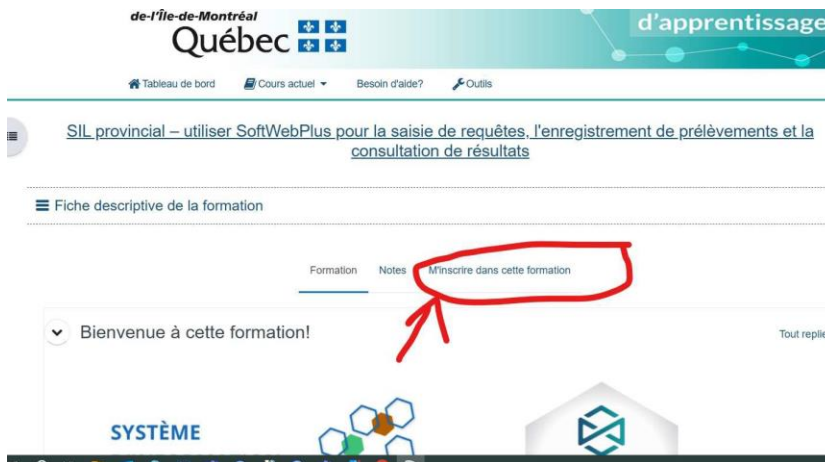 de-l'Île-de-Montréal
Québec
d'apprentissage
Tableau de bord Cours actuel Besoin d'aide? Outils
SIL provincial – utiliser SoftWebPlus pour la saisie de requêtes, l'enregistrement de prélèvements et la
consultation de résultats
Fiche descriptive de la formation
Formation Notes M'inscrire dans cette formation
Bienvenue à cette formation!
Tout replie
SYSTÈME